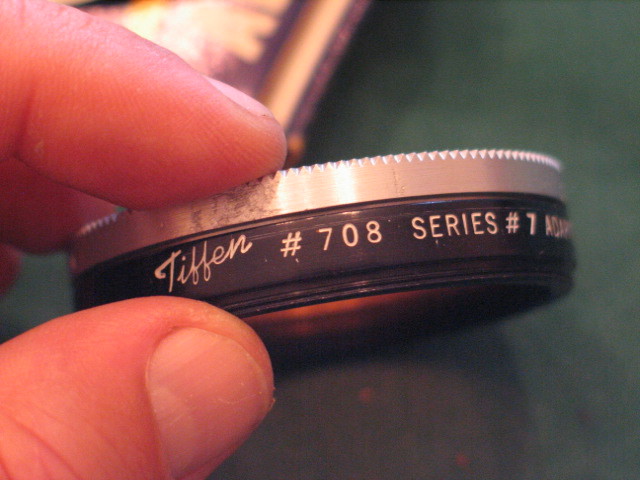 Tiffen # 708 SERIES # 7